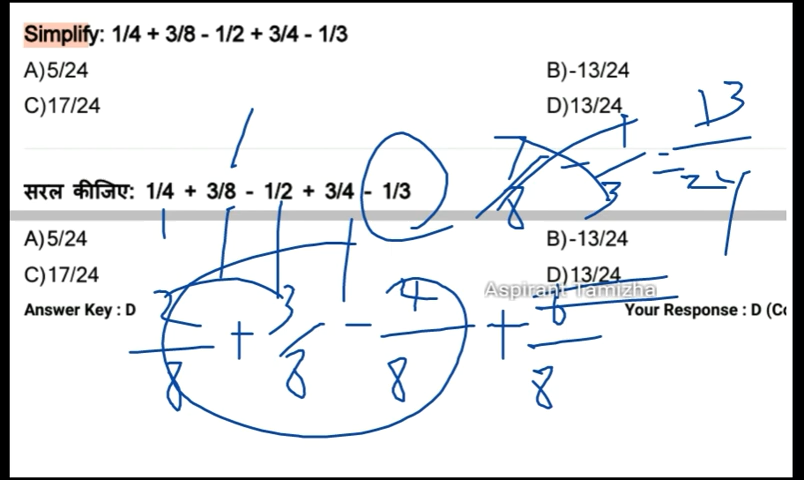 Simplify: 1/4 + 3/8 - 1/2 + 3/4 - 1/3
A)5/24 B)-13/24
C)17/24 D)13/24
1
7/8 - 1/3 = 13/24
सरल कीजिए: 1/4 + 3/8 - 1/2 + 3/4 - 1/3
A)5/24 B)-13/24
C)17/24 D)13/24
Aspirant Tamizha
Answer Key : D Your Response : D (Co
2/8 + 3/8 - 4/8 + 6/8